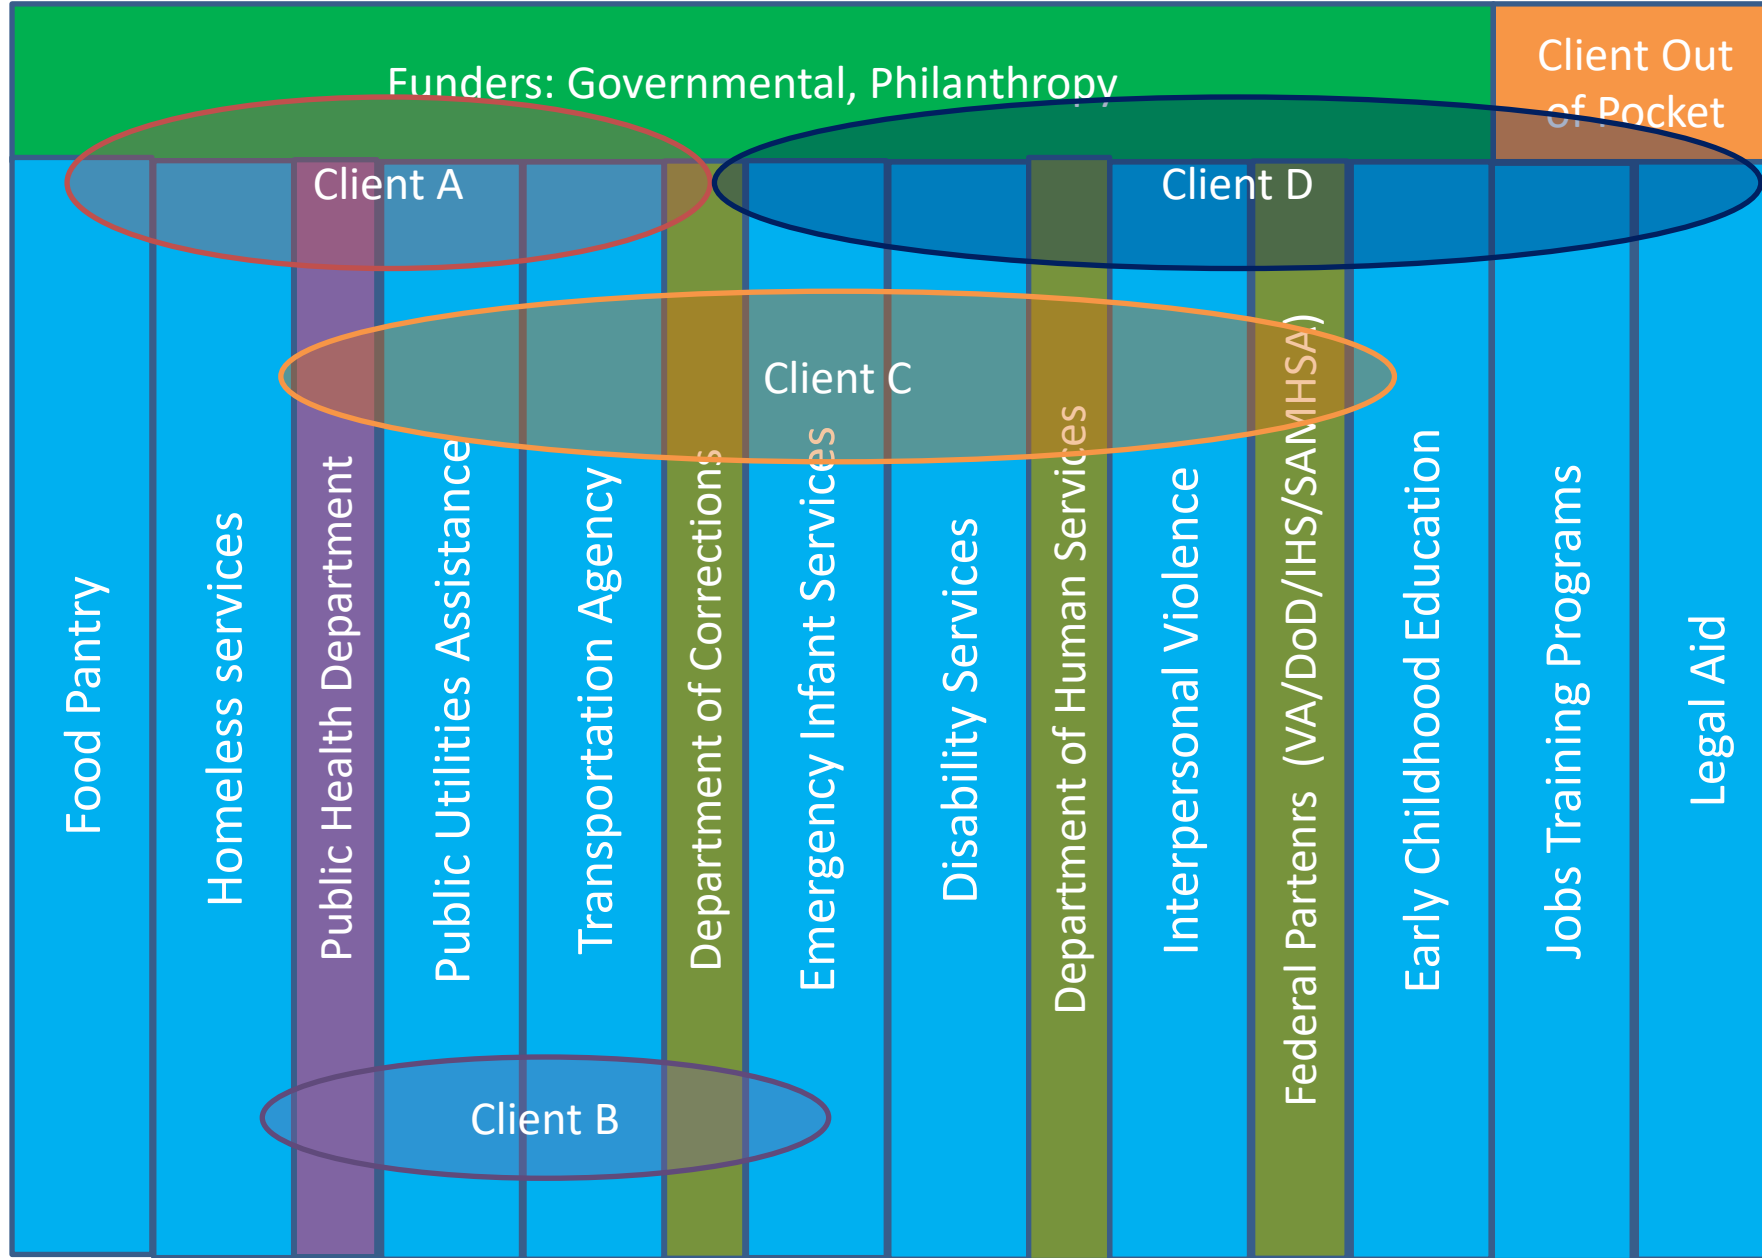 Funders: Governmental, Philanthropy
Client Out
of Pocket
Client A
Client D
Client C
Food Pantry
Homeless services
Public Health Department
Public Utilities Assistance
Transportation Agency
Department of Corrections
Emergency Infant Services
Disability Services
Department of Human Services
Interpersonal Violence
Federal Partenrs (VA/DoD/IHS/SAMHSA)
Early Childhood Education
Jobs Training Programs
Legal Aid
Client B